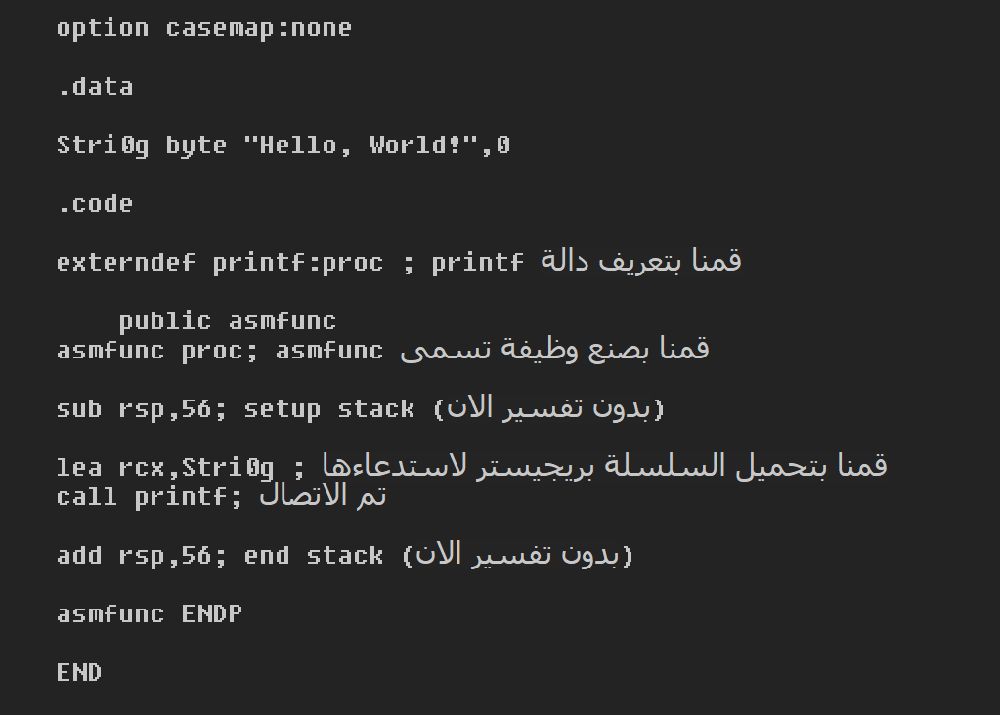 option casemap:none
.data
Stri0g byte "Hello, World!",0
.code
externdef printf:proc ; printf قمنا بتعريف دالة
public asmfunc
asmfunc proc; asmfunc قمنا بصنع وظيفة تسمى
sub rsp,56; setup stack (بدون تفسير الان)
lea rcx,Stri0g ; قمنا بتحميل السلسلة بريجيستر لاستدعاءها
call printf; تم الاتصال
add rsp,56; end stack (بدون تفسير الان)
asmfunc ENDP
END